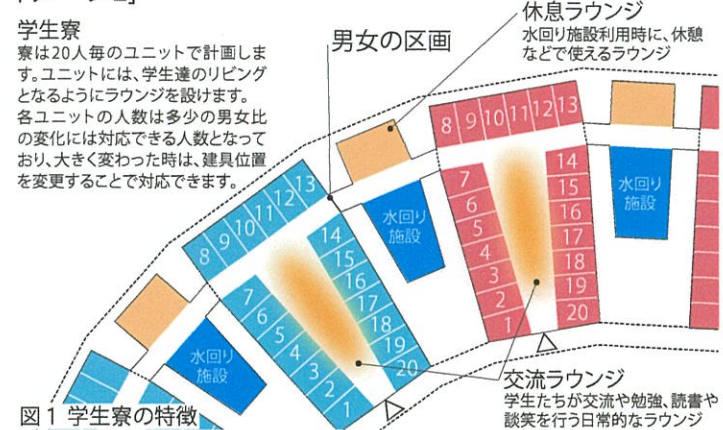 学生寮
寮は20人毎のユニットで計画しま
す。ユニットには、学生達のリビング
となるようにラウンジを設けます。
各ユニットの人数は多少の男女比
の変化には対応できる人数となって
おり、大きく変わった時は、建具位置
を変更することで対応できます。
男女の区画
休息ラウンジ
水回り施設利用時に、休憩
などで使えるラウンジ
8 9 10 11 12 13
7
6
5
4
3
2
1
14
15
16
17
18
19
20
水回り
施設
水回り
施設
8 9 10 11 12 13
7
6
5
4
3
2
1
14
15
16
17
18
19
20
水回り
施設
交流ラウンジ
学生たちが交流や勉強、読書や
談笑を行う日常的なラウンジ
図1 学生寮の特徴